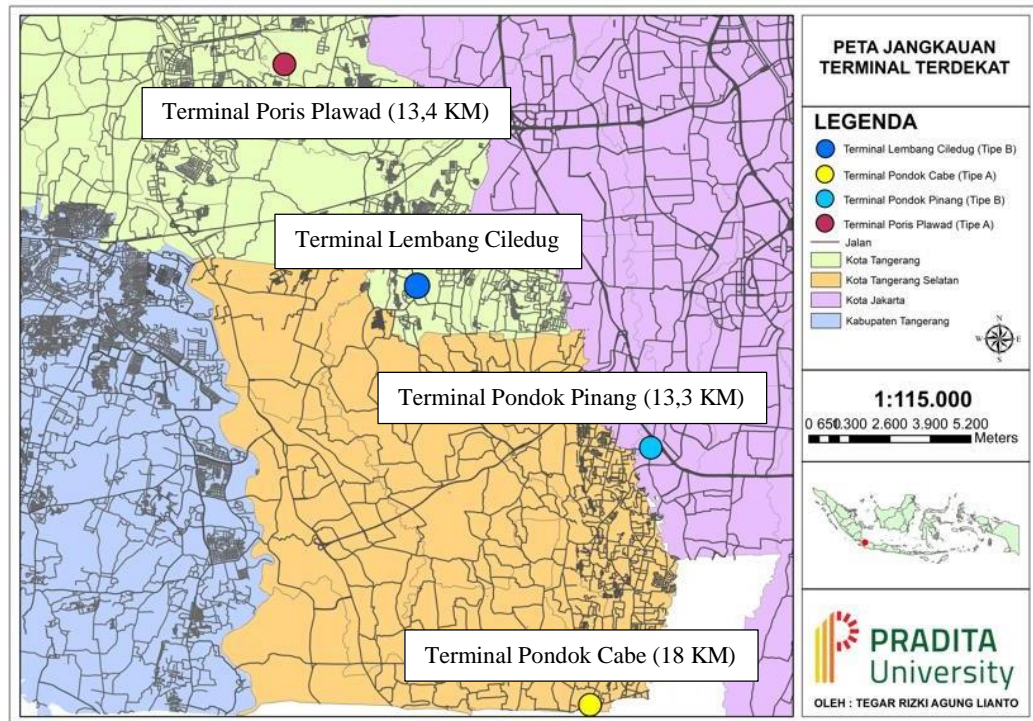 Terminal Poris Plawad (13,4 KM)
Terminal Lembang Ciledug
Terminal Pondok Pinang (13,3 KM)
Terminal Pondok Cabe (18 KM)
PETA JANGKAUAN
TERMINAL TERDEKAT
LEGENDA
Terminal Lembang Ciledug (Tipe B)
Terminal Pondok Cabe (Tipe A)
Terminal Pondok Pinang (Tipe B)
Terminal Poris Plawad (Tipe A)
Jalan
Kota Tangerang
Kota Tangerang Selatan
Kota Jakarta
Kabupaten Tangerang
N
W E
S
1:115.000
0 650 1.300 2.600 3.900 5.200
Meters
PRADITA
University
OLEH : TEGAR RIZKI AGUNG LIANTO